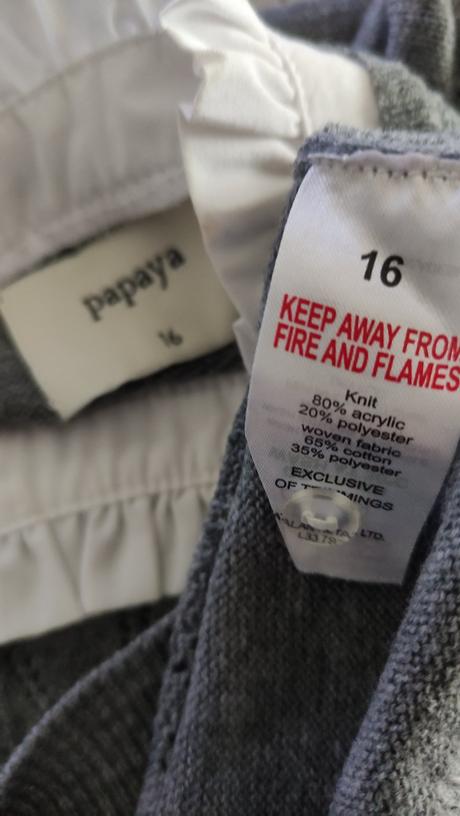 papaya
16
16
KEEP AWAY FROM
FIRE AND FLAMES
Knit
80% acrylic
20% polyester
woven fabric
65% cotton
35% polyester
EXCLUSIVE
OF TRIMMINGS
LTD.